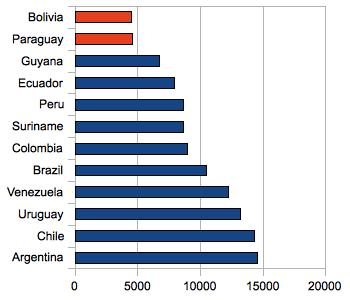 Bolivia
Paraguay
Guyana
Ecuador
Peru
Suriname
Colombia
Brazil
Venezuela
Uruguay
Chile
Argentina
0 5000 10000 15000 20000